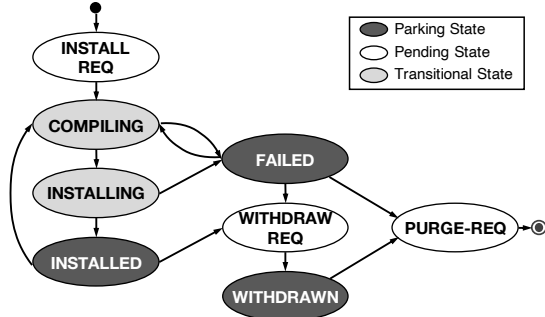 INSTALL
REQ
Parking State
Pending State
Transitional State
COMPILING
FAILED
INSTALLING
WITHDRAW
REQ
PURGE-REQ
INSTALLED
WITHDRAWN